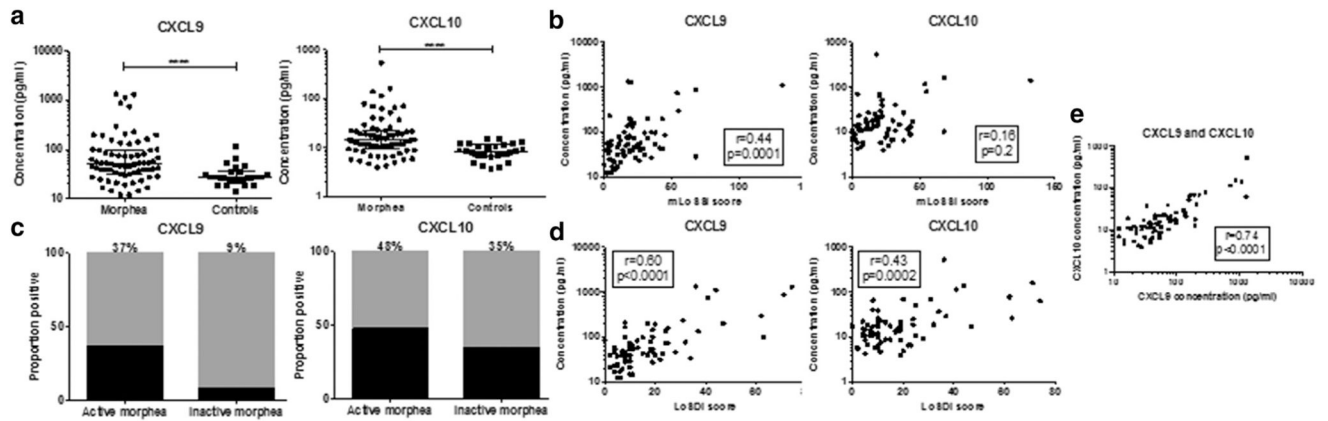 a
CXCL9
Concentration (pg/ml)
10000
1000
100
10
Morphea
Controls
CXCL10
Concentration (pg/ml)
1000
100
10
1
Morphea
Controls
b
CXCL9
Concentration (pg/ml)
10000
1000
100
10
0
50
100
1
r=0.44
p=0.0001
mLoSSI score
CXCL10
Concentration (pg/ml)
1000
100
10
1
0
50
100
150
r=0.16
p=0.2
mLoSSI score
c
CXCL9
Proportion positive
100
50
0
37%
9%
Active morphea
Inactive morphea
CXCL10
Proportion positive
100
50
0
48%
35%
Active morphea
Inactive morphea
d
CXCL9
Concentration (pg/ml)
10000
1000
100
10
0
20
40
60
r=0.60
p<0.0001
LoSDI score
CXCL10
Concentration (pg/ml)
1000
100
10
1
0
20
40
60
80
r=0.43
p=0.0002
LoSDI score
e
CXCL9 and CXCL10
CXCL10 concentration (pg/ml)
1000
100
10
1
10
100
1000
10000
r=0.74
p<0.0001
CXCL9 concentration (pg/ml)